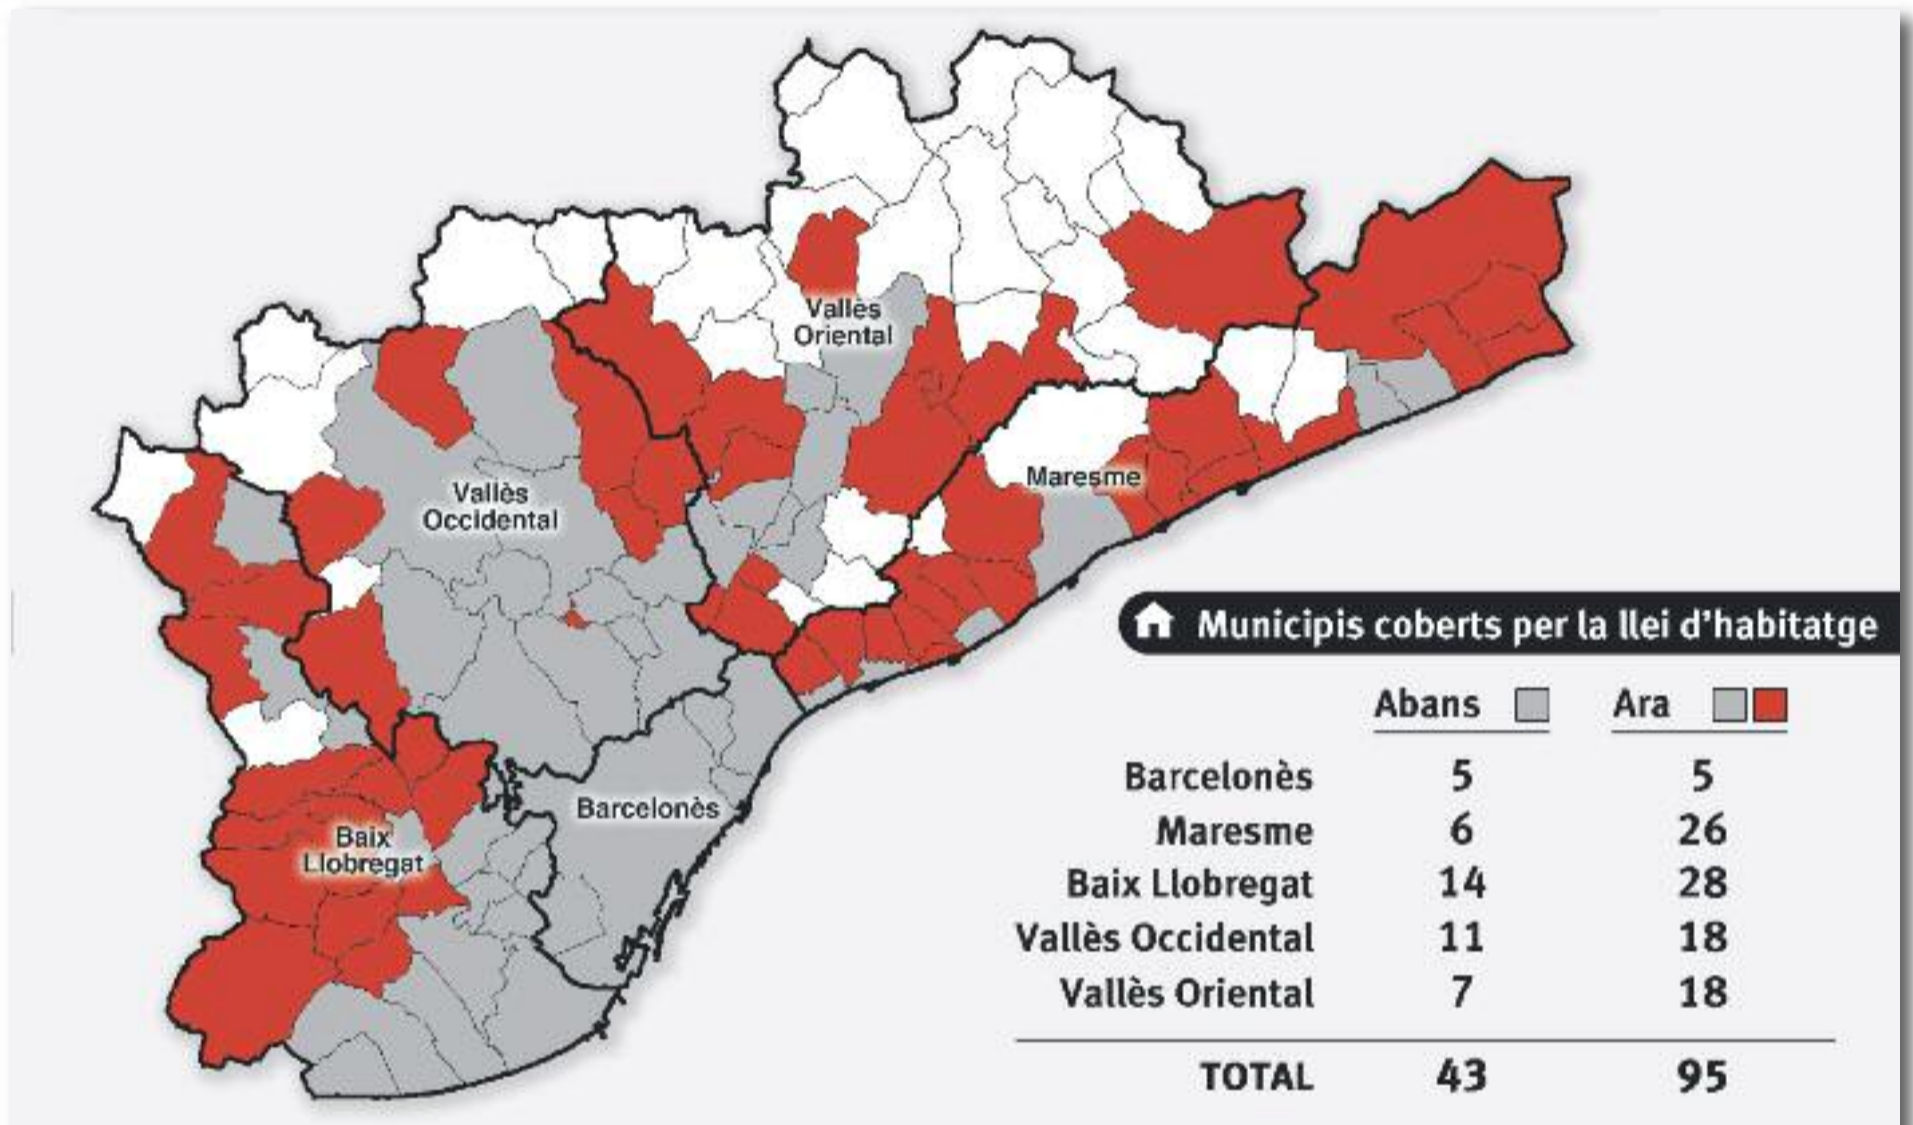 Vallès
Oriental
Vallès
Occidental
Maresme
Barcelonès
Baix
Llobregat
Municipis coberts per la llei d'habitatge
Abans Ara
Barcelonès 5 5
Maresme 6 26
Baix Llobregat 14 28
Vallès Occidental 11 18
Vallès Oriental 7 18
TOTAL 43 95